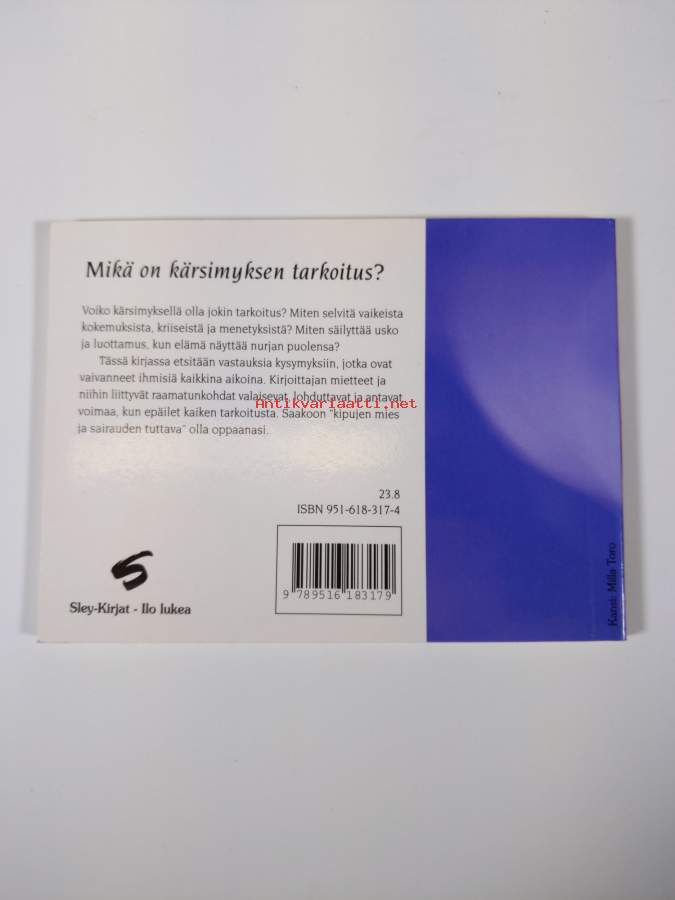 Mikä on kärsimyksen tarkoitus?
Voiko kärsimyksellä olla jokin tarkoitus? Miten selvitä vaikeista
kokemuksista, kriiseistä ja menetyksistä? Miten säilyttää usko
ja luottamus, kun elämä näyttää nurjan puolensa?
Tässä kirjassa etsitään vastauksia kysymyksiin, jotka ovat
vaivanneet ihmisiä kaikkina aikoina. Kirjoittajan mietteet ja
niihin liittyvät raamatunkohdat valaisevat, lohduttavat ja antavat
voimaa, kun epäilet kaiken tarkoitusta. Saakoon "kipujen mies
ja sairauden tuttava" olla oppaanasi.
Antikvariaatti.net
23.8
ISBN 951-618-317-4
9 789516 183179
Sley-Kirjat - Ilo lukea
Kansi: Milla Toro